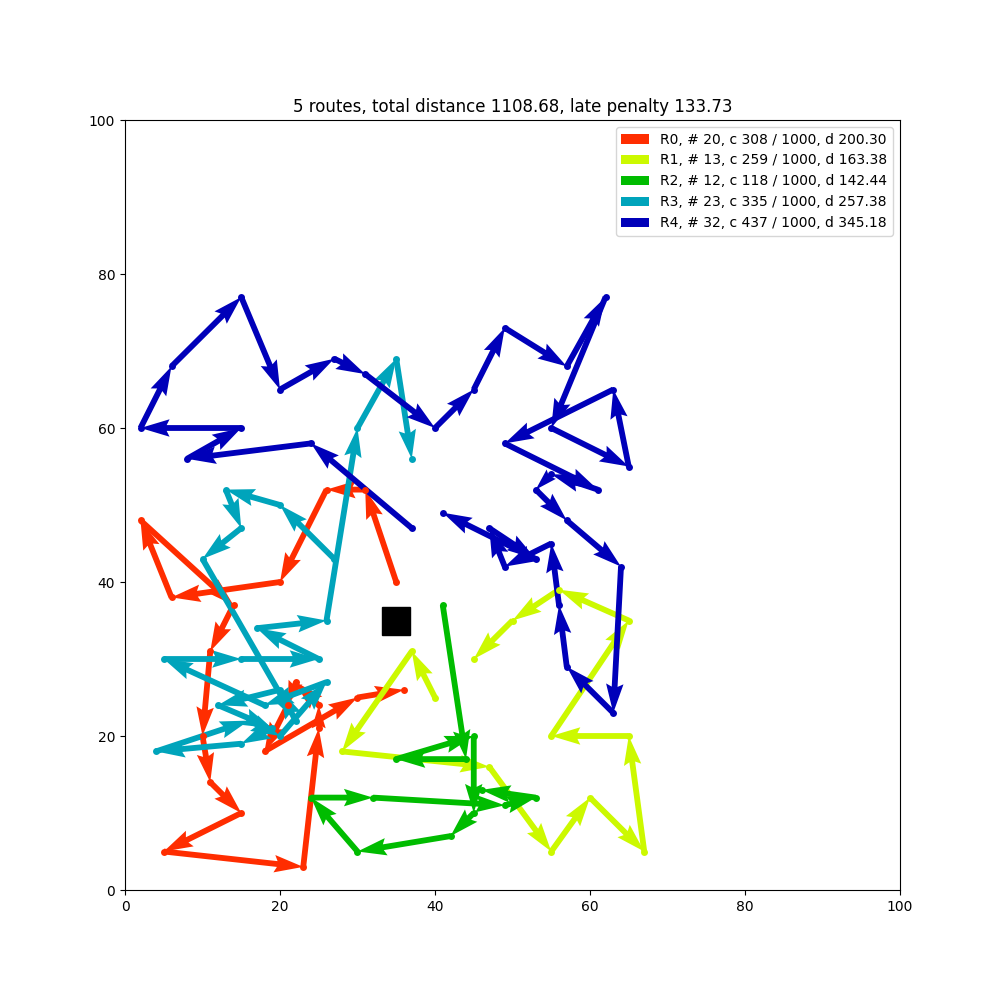 5 routes, total distance 1108.68, late penalty 133.73
R0, # 20, c 308 / 1000, d 200.30
R1, # 13, c 259 / 1000, d 163.38
R2, # 12, c 118 / 1000, d 142.44
R3, # 23, c 335 / 1000, d 257.38
R4, # 32, c 437 / 1000, d 345.18
100
80
60
40
20
0
0 20 40 60 80 100